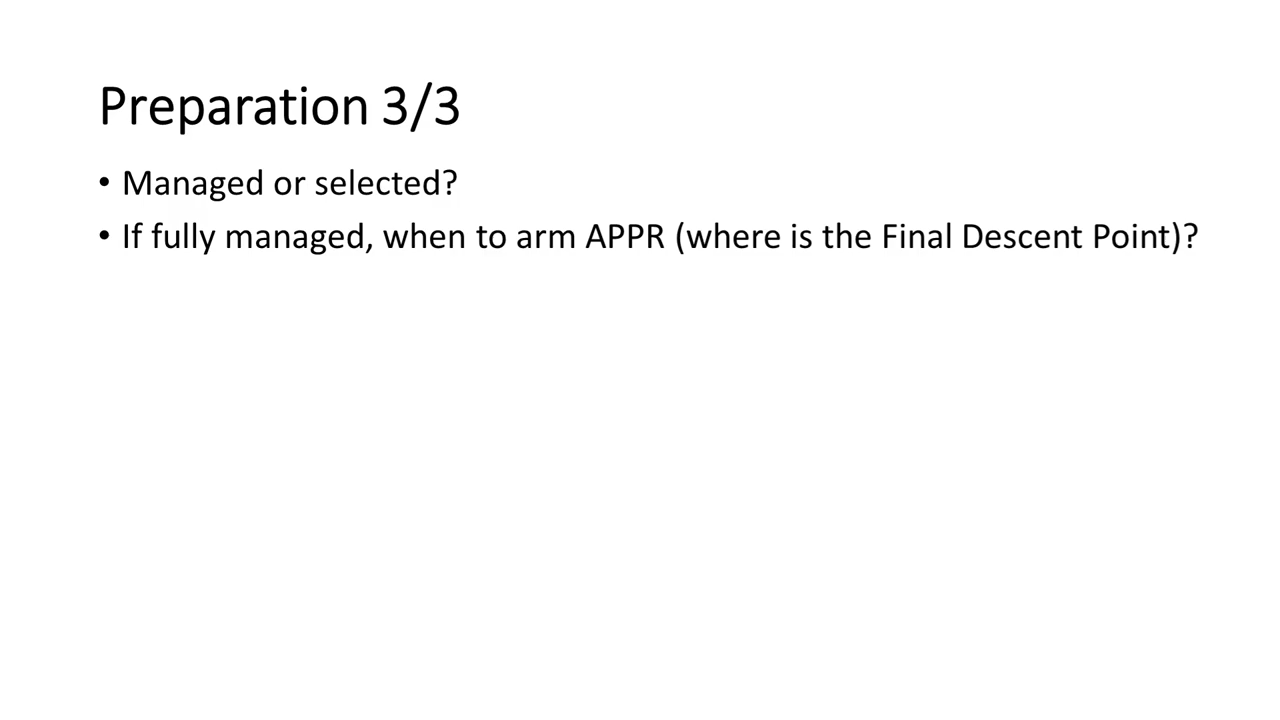 Preparation 3/3
• Managed or selected?
• If fully managed, when to arm APPR (where is the Final Descent Point)?